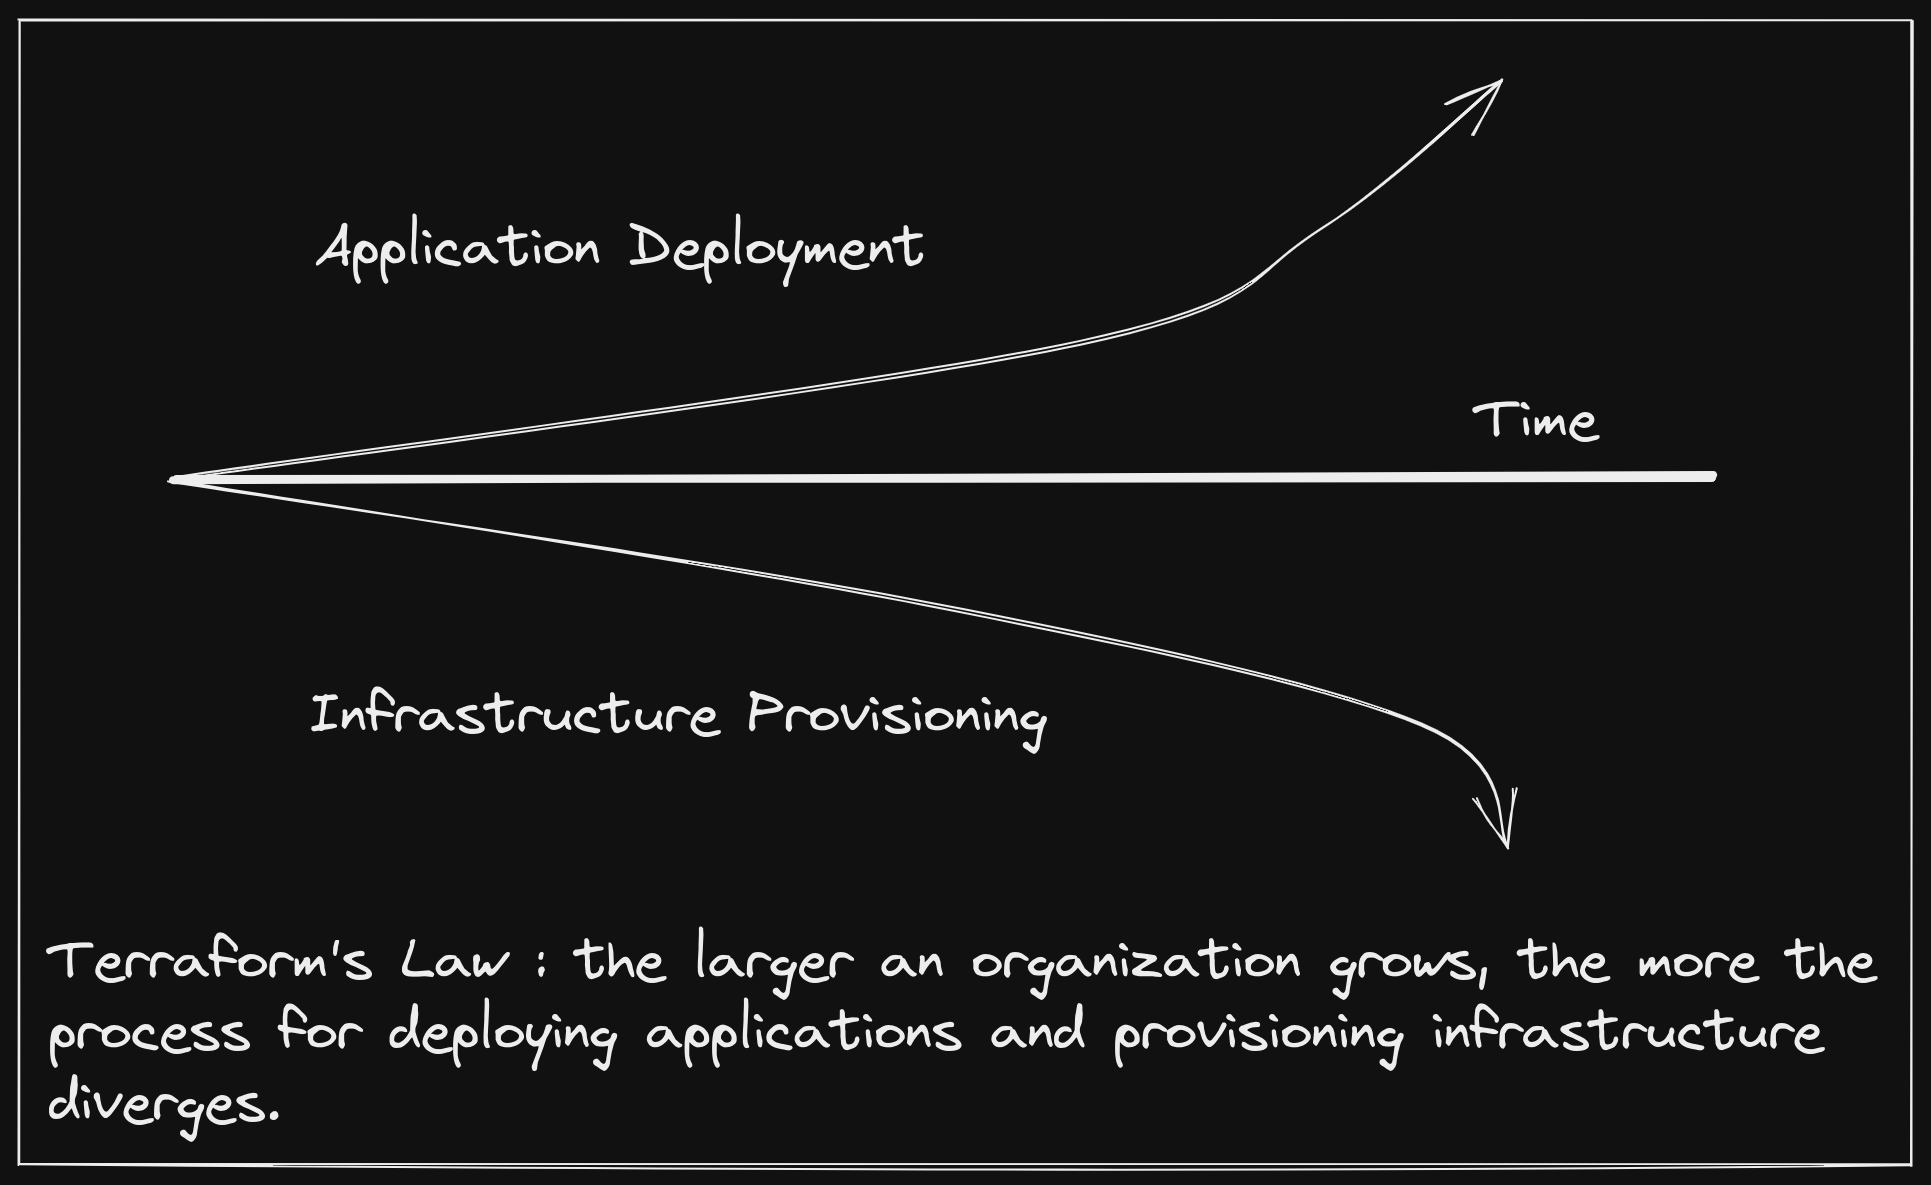 Application Deployment
Time
Infrastructure Provisioning
Terraform's Law : the larger an organization grows, the more the
process for deploying applications and provisioning infrastructure
diverges.